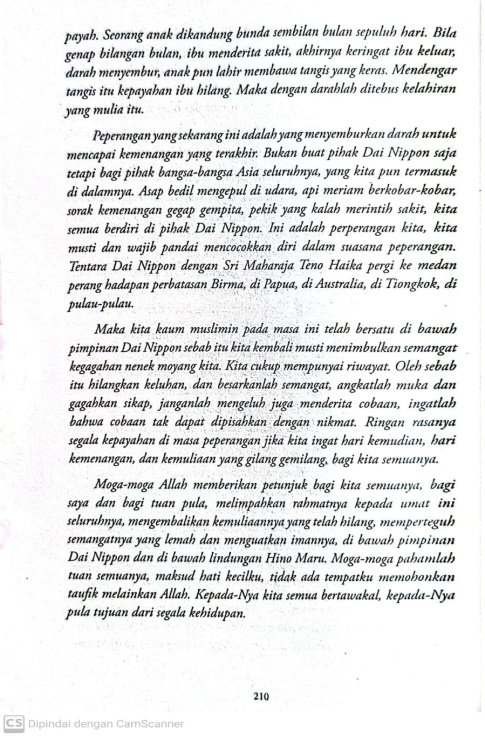 payah. Seorang anak dikandung bunda sembilan bulan sepuluh hari. Bila
genap bilangan bulan, ibu menderita sakit, akhirnya keringat ibu keluar,
darah menyembur, anak pun lahir membawa tangis yang keras. Mendengar
tangis itu kepayahan ibu hilang. Maka dengan darahlah ditebus kelahiran
yang mulia itu.
Peperangan yang sekarang ini adalah yang menyemburkan darah untuk
mencapai kemenangan yang terakhir. Bukan buat pihak Dai Nippon saja
tetapi bagi pihak bangsa-bangsa Asia seluruhnya, yang kita pun termasuk
di dalamnya. Asap bedil mengepul di udara, api meriam berkobar-kobar,
sorak kemenangan gegap gempita, pekik yang kalah merintih sakit, kita
semua berdiri di pihak Dai Nippon. Ini adalah perperangan kita, kita
musti dan wajib pandai mencocokkan diri dalam suasana peperangan.
Tentara Dai Nippon dengan Sri Maharaja Teno Haika pergi ke medan
perang hadapan perbatasan Birma, di Papua, di Australia, di Tiongkok, di
pulau-pulau.
Maka kita kaum muslimin pada masa ini telah bersatu di bawah
pimpinan Dai Nippon sebab itu kita kembali musti menimbulkan semangat
kegagahan nenek moyang kita. Kita cukup mempunyai riwayat. Oleh sebab
itu hilangkan keluhan, dan besarkanlah semangat, angkatlah muka dan
gagahkan sikap, janganlah mengeluh juga menderita cobaan, ingatlah
bahwa cobaan tak dapat dipisahkan dengan nikmat. Ringan rasanya
segala kepayahan di masa peperangan jika kita ingat hari kemudian, hari
kemenangan, dan kemuliaan yang gilang gemilang, bagi kita semuanya.
Moga-moga Allah memberikan petunjuk bagi kita semuanya, bagi
saya dan bagi tuan pula, melimpahkan rahmatnya kepada umat ini
seluruhnya, mengembalikan kemuliaannya yang telah hilang, memperteguh
semangatnya yang lemah dan menguatkan imannya, di bawah pimpinan
Dai Nippon dan di bawah lindungan Hino Maru. Moga-moga pahamlah
tuan semuanya, maksud hati kecilku, tidak ada tempatku memohonkan
taufik melainkan Allah. Kepada-Nya kita semua bertawakal, kepada-Nya
pula tujuan dari segala kehidupan.
210
CS Dipindai dengan CamScanner